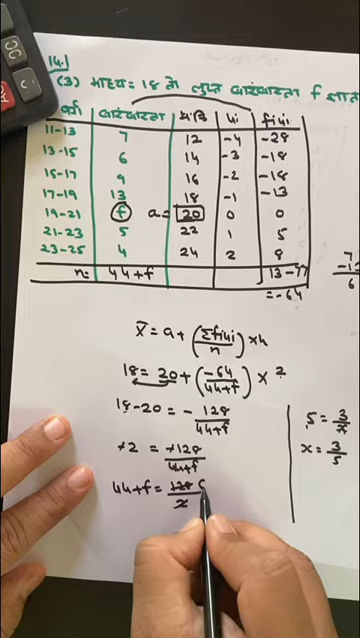 14.1
(3) माध्य = 18 तो लुप्त बारंबारता f ज्ञात
वर्ग बारंबारता म.बि ui fiui
11-13 7 12 -4 -28
13-15 6 14 -3 -18
15-17 9 16 -2 -18
17-19 13 18 -1 -13
19-21 f a= 20 0 0
21-23 5 22 1 5
23-25 4 24 2 8
n= 44+f 13-77
=-64
x̄ = a + (Σfiui/n) × h
18 = 20 + (-64/44+f) × 2
18-20 = - 128/44+f
+2 = +128/44+f
44+f = 128/2
5 = 3/x
x = 3/5